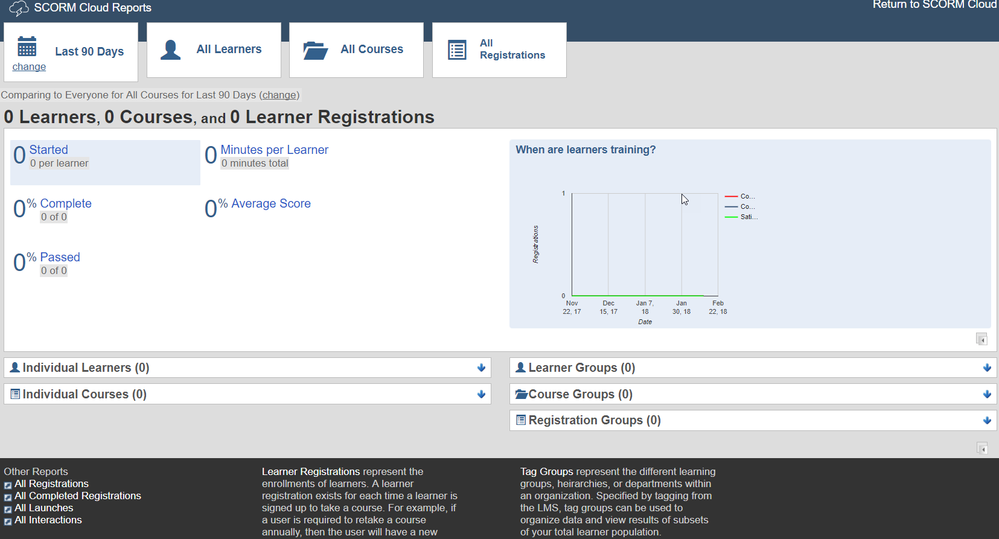 SCORM Cloud Reports
Return to SCORM Cloud
Last 90 Days
change
All Learners
All Courses
All
Registrations
Comparing to Everyone for All Courses for Last 90 Days (change)
0 Learners, 0 Courses, and 0 Learner Registrations
0 Started
0 per learner
0 Minutes per Learner
0 minutes total
0% Complete
0 of 0
0% Average Score
0% Passed
0 of 0
When are learners training?
1
0
Registrations
Nov
22, 17
Dec
15, 17
Jan 7,
18
Jan
30, 18
Feb
22, 18
Date
Co...
Co...
Sati...
Individual Learners (0)
Learner Groups (0)
Individual Courses (0)
Course Groups (0)
Registration Groups (0)
Other Reports
All Registrations
All Completed Registrations
All Launches
All Interactions
Learner Registrations represent the
enrollments of learners. A learner
registration exists for each time a learner is
signed up to take a course. For example, if
a user is required to retake a course
annually, then the user will have a new
Tag Groups represent the different learning
groups, heirarchies, or departments within
an organization. Specified by tagging from
the LMS, tag groups can be used to
organize data and view results of subsets
of your total learner population.